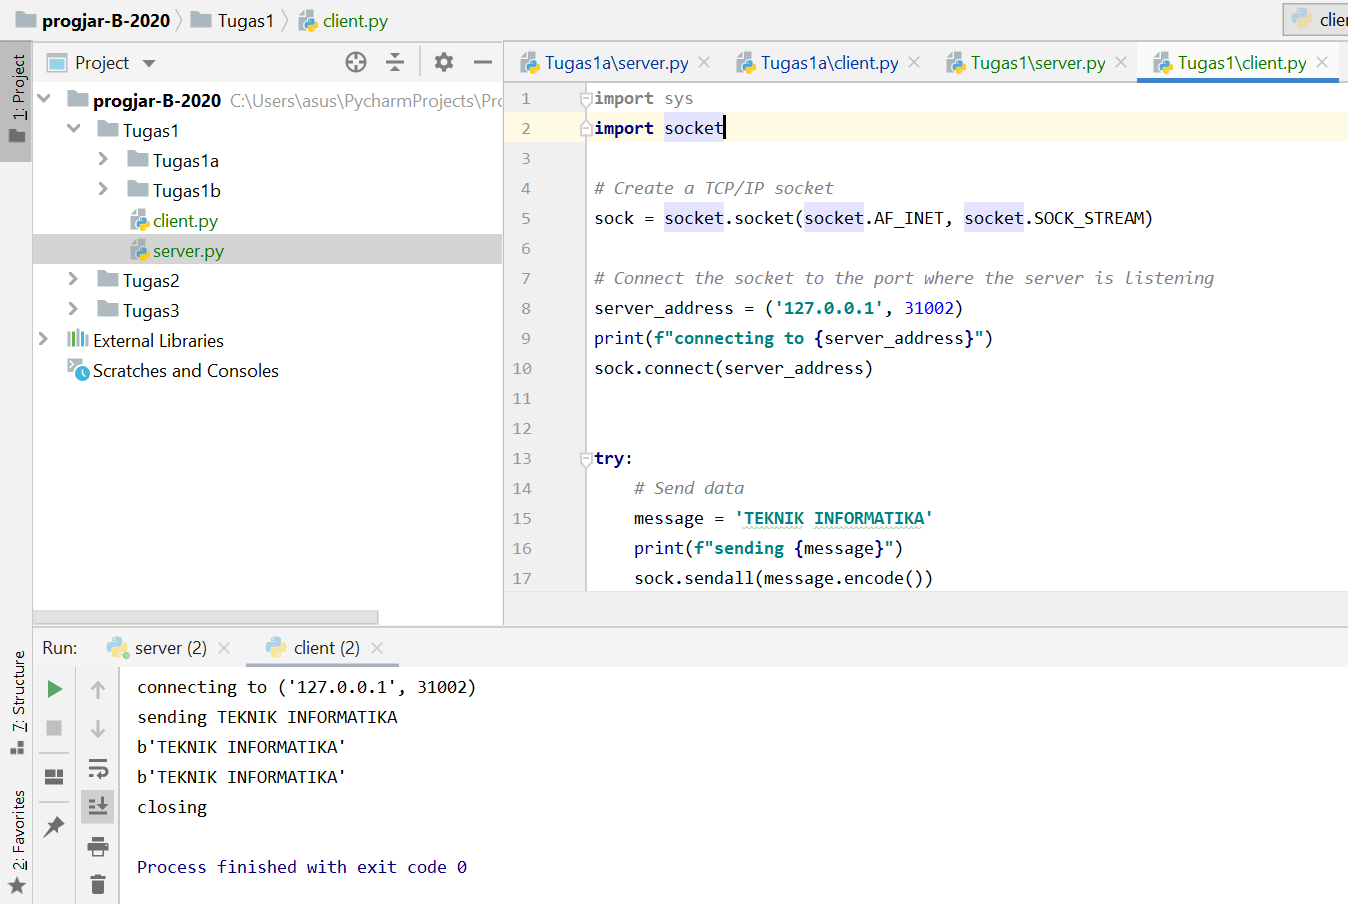 progjar-B-2020 Tugas1 client.py
clie
1: Project
Project
progjar-B-2020 C:\Users\asus\PycharmProjects\Pro
Tugas1
Tugas1a
Tugas1b
client.py
server.py
Tugas2
Tugas3
External Libraries
Scratches and Consoles
Tugas1a\server.py Tugas1a\client.py Tugas1\server.py Tugas1\client.py
1 import sys
2 import socket
3
4 # Create a TCP/IP socket
5 sock = socket.socket(socket.AF_INET, socket.SOCK_STREAM)
6
7 # Connect the socket to the port where the server is listening
8 server_address = ('127.0.0.1', 31002)
9 print(f"connecting to {server_address}")
10 sock.connect(server_address)
11
12
13 try:
14     # Send data
15     message = 'TEKNIK INFORMATIKA'
16     print(f"sending {message}")
17     sock.sendall(message.encode())
Run: server (2) client (2)
7: Structure
2: Favorites
connecting to ('127.0.0.1', 31002)
sending TEKNIK INFORMATIKA
b'TEKNIK INFORMATIKA'
b'TEKNIK INFORMATIKA'
closing
Process finished with exit code 0